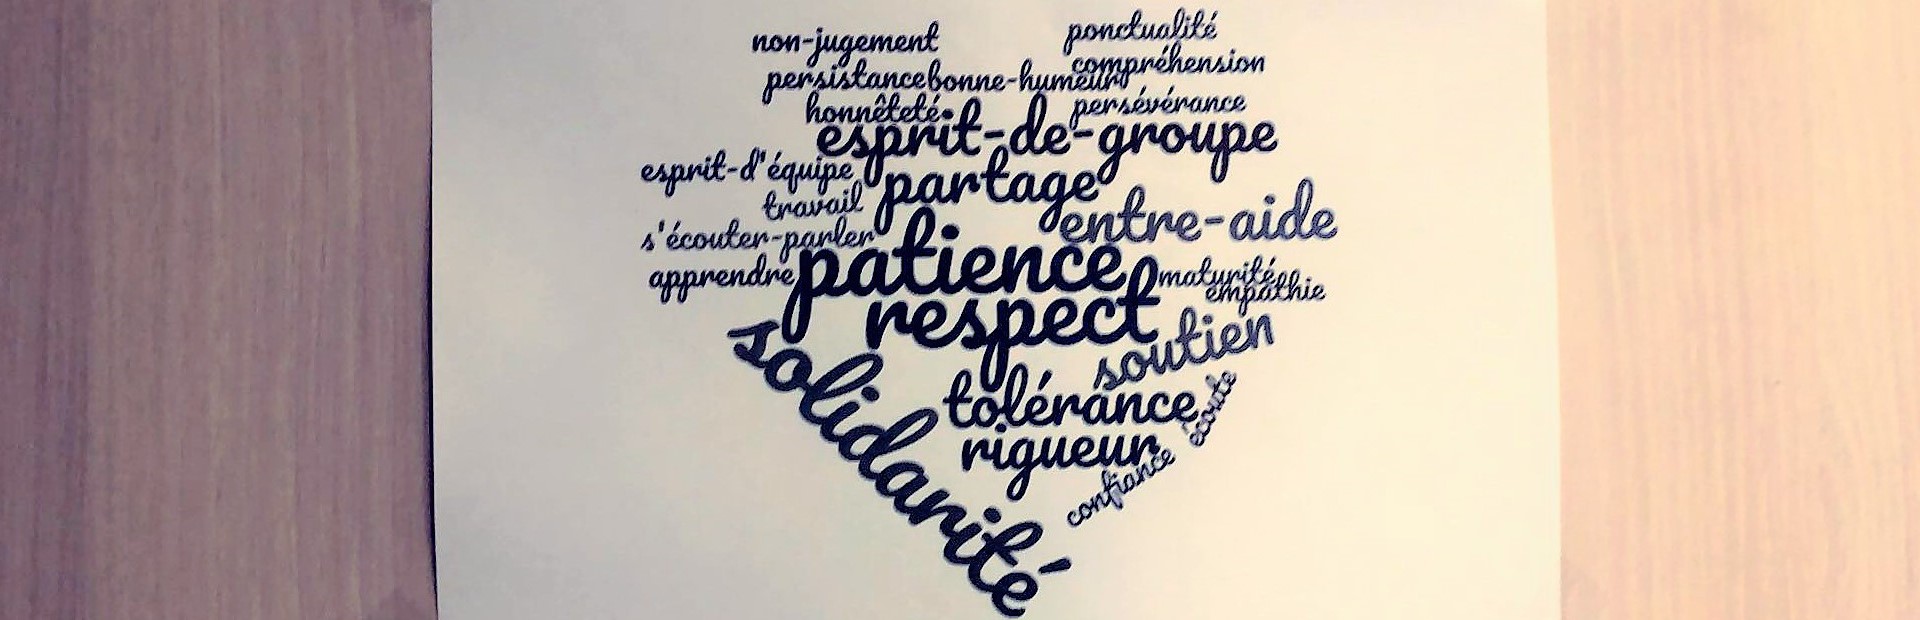 non-jugement
ponctualité
compréhension
persistance
bonne-humeur
honnêteté
persévérance
esprit-de-groupe
esprit-d'équipe
partage
travail
entre-aide
s'écouter-parler
patience
apprendre
maturité
empathie
respect
soutien
solidarité
tolérance
écoute
rigueur
confiance